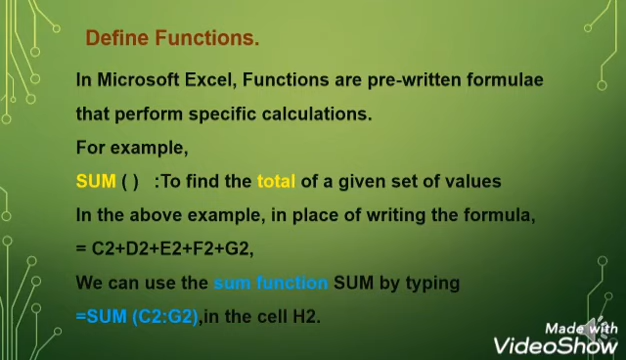 Define Functions.
In Microsoft Excel, Functions are pre-written formulae
that perform specific calculations.
For example,
SUM ( ) :To find the total of a given set of values
In the above example, in place of writing the formula,
= C2+D2+E2+F2+G2,
We can use the sum function SUM by typing
=SUM (C2:G2),in the cell H2.
Made with
VideoShow